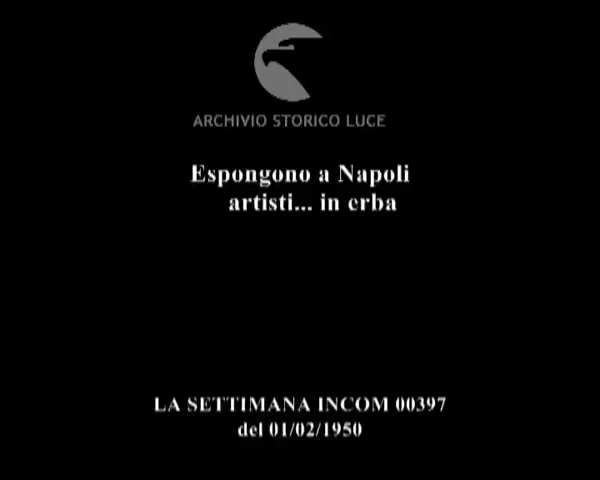 ARCHIVIO STORICO LUCE
Espongono a Napoli
artisti... in erba
LA SETTIMANA INCOM 00397
del 01/02/1950